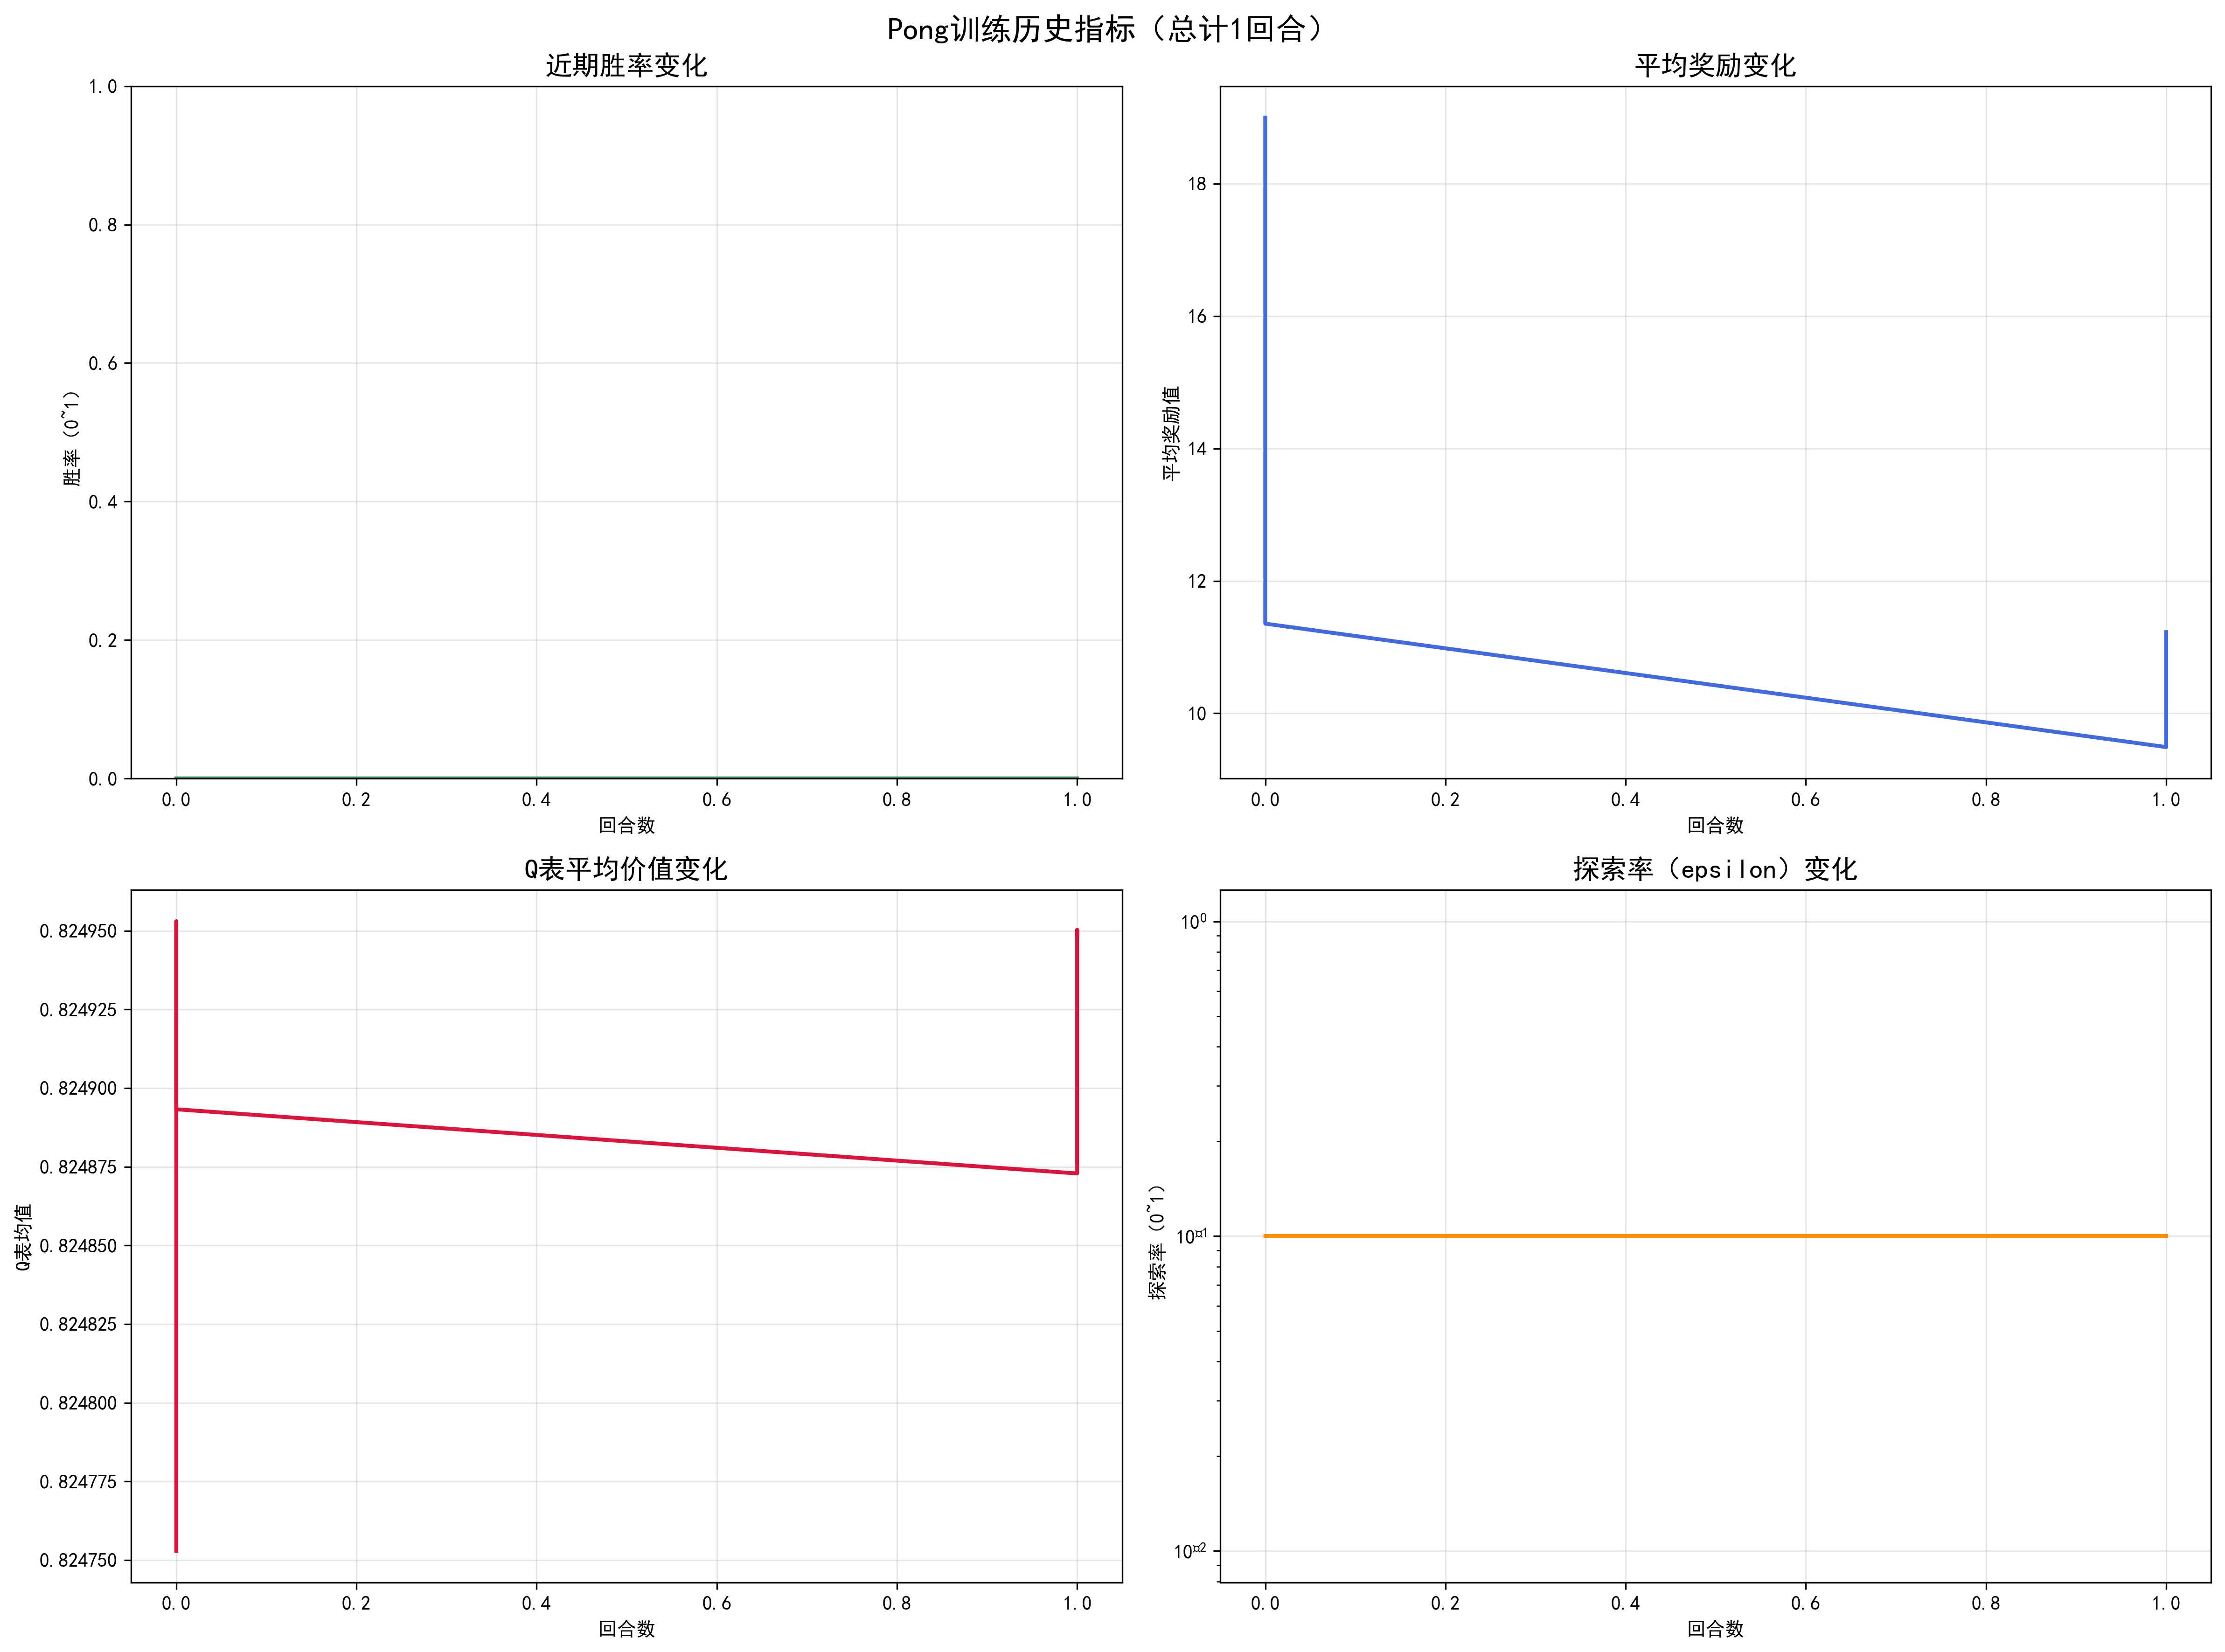 Pong训练历史指标（总计1回合）
近期胜率变化
胜率（0~1）
1.0
0.8
0.6
0.4
0.2
0.0
0.0 0.2 0.4 0.6 0.8 1.0
回合数
平均奖励变化
平均奖励值
18
16
14
12
10
0.0 0.2 0.4 0.6 0.8 1.0
回合数
Q表平均价值变化
Q表均值
0.824950
0.824925
0.824900
0.824875
0.824850
0.824825
0.824800
0.824775
0.824750
0.0 0.2 0.4 0.6 0.8 1.0
回合数
探索率（epsilon）变化
探索率（0~1）
10⁰
10¤1
10¤2
0.0 0.2 0.4 0.6 0.8 1.0
回合数